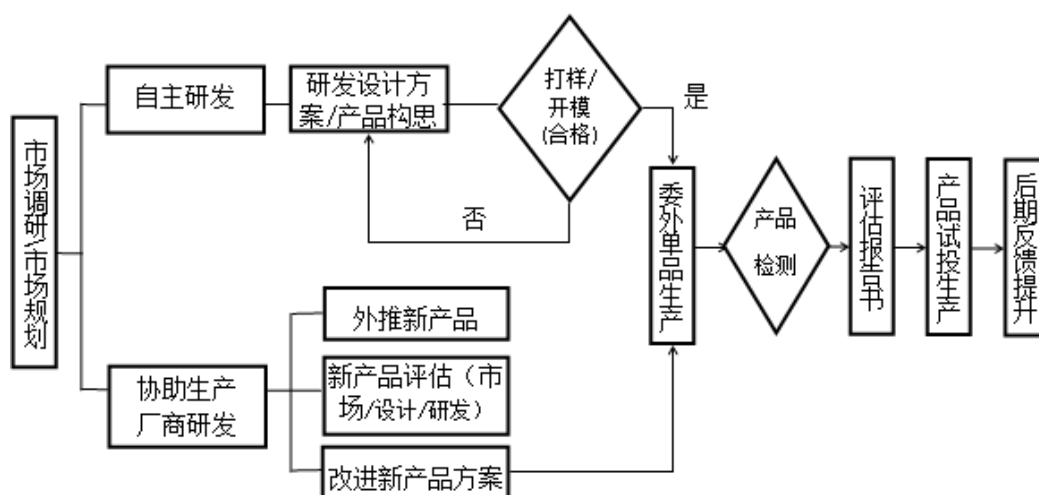 市场调研/市场规划
自主研发
研发设计方
案/产品构思
打样/
开模
(合格)
是
否
协助生产
厂商研发
外推新产品
新产品评估（市
场/设计/研发）
改进新产品方案
委外单品生产
产品
检测
评估报告书
产品试投生产
后期反馈提升